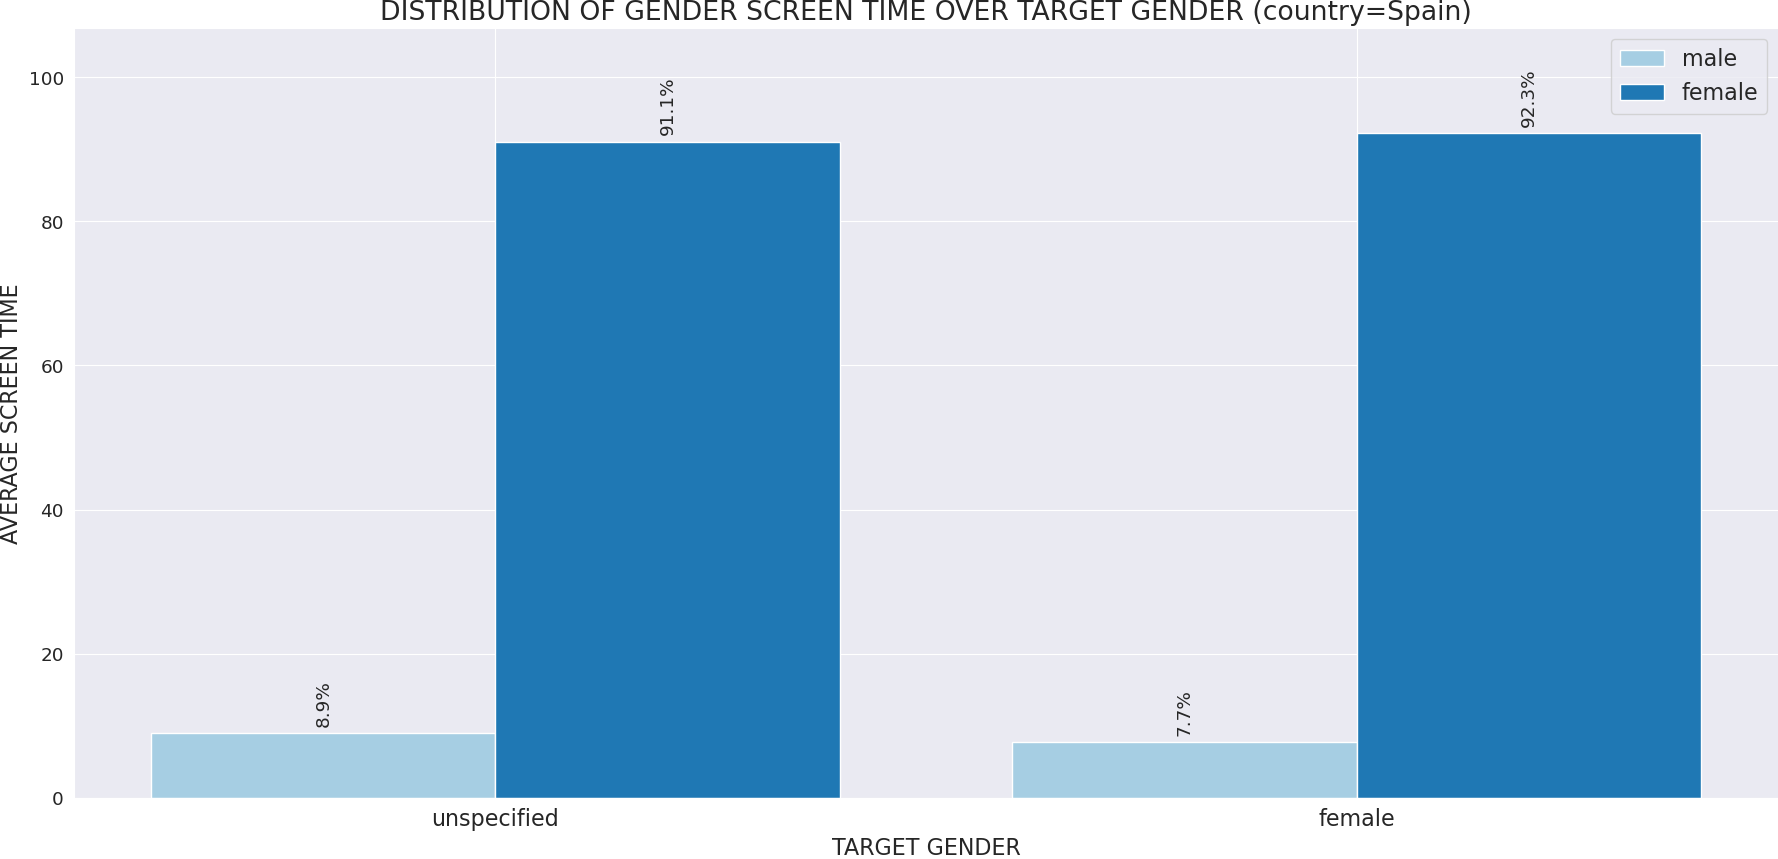 DISTRIBUTION OF GENDER SCREEN TIME OVER TARGET GENDER (country=Spain)
male
female
100
80
60
40
20
0
AVERAGE SCREEN TIME
8.9%
91.1%
7.7%
92.3%
unspecified
female
TARGET GENDER